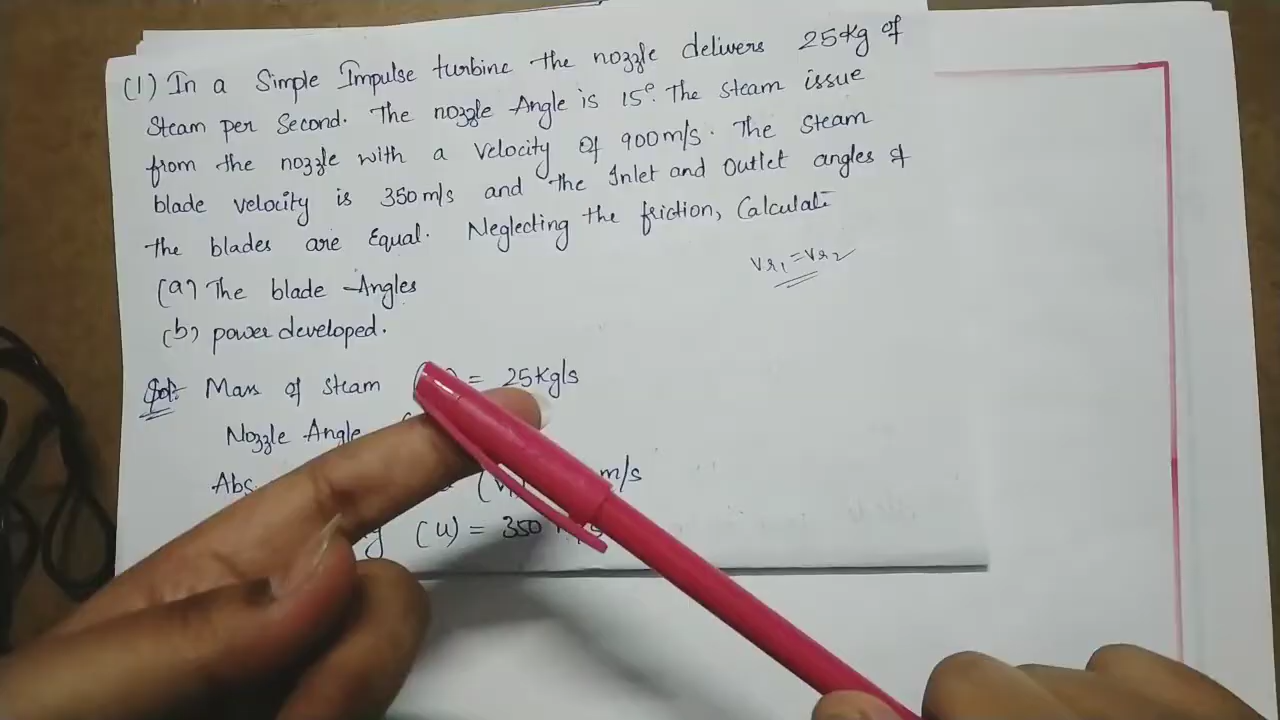 (1) In a Simple Impulse turbine the nozzle delivers 25kg of
Steam per Second. The nozzle Angle is 15°. The steam issue
from the nozzle with a velocity of 900m/s. The steam
blade velocity is 350m/s and the Inlet and outlet angles of
the blades are Equal. Neglecting the friction, Calculate
Vr1 = Vr2
(a) The blade Angles
(b) power developed.
Sol: Mass of steam = 25kg/s
Nozzle Angle
Abs m/s
(u) = 350